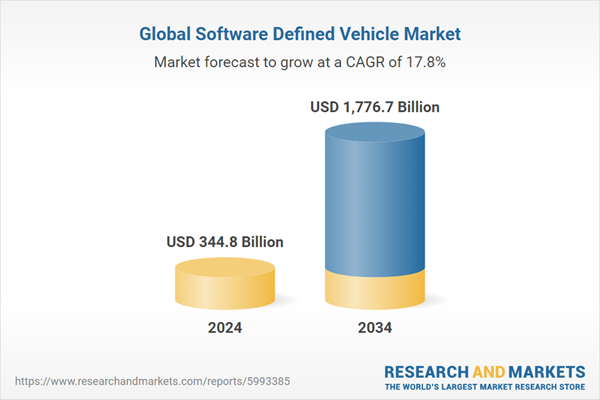 Global Software Defined Vehicle Market
Market forecast to grow at a CAGR of 17.8%
USD 1,776.7 Billion
USD 344.8 Billion
2024
2034
https://www.researchandmarkets.com/reports/5993385
RESEARCH AND MARKETS
THE WORLD'S LARGEST MARKET RESEARCH STORE